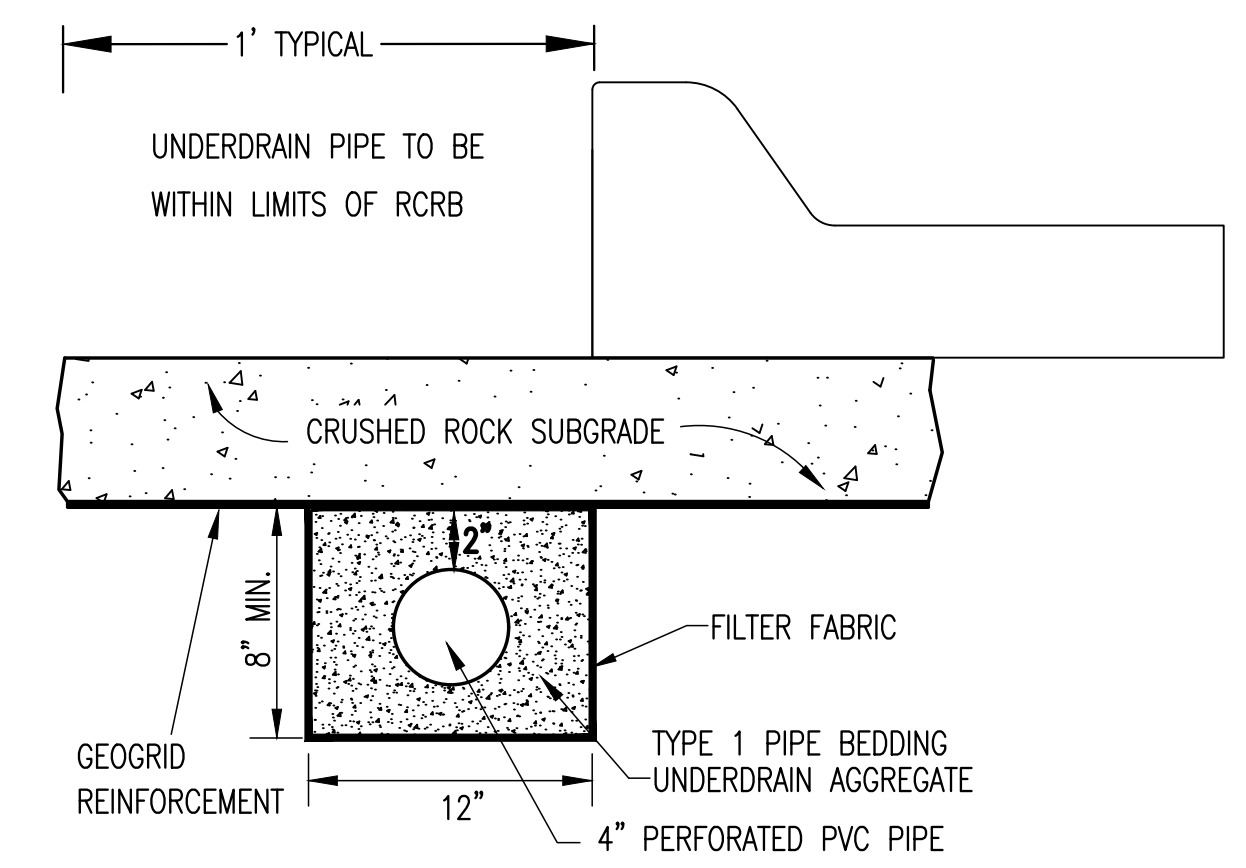 1' TYPICAL
UNDERDRAIN PIPE TO BE
WITHIN LIMITS OF RCRB
CRUSHED ROCK SUBGRADE
2"
8" MIN.
FILTER FABRIC
GEOGRID
REINFORCEMENT
TYPE 1 PIPE BEDDING
UNDERDRAIN AGGREGATE
12"
4" PERFORATED PVC PIPE